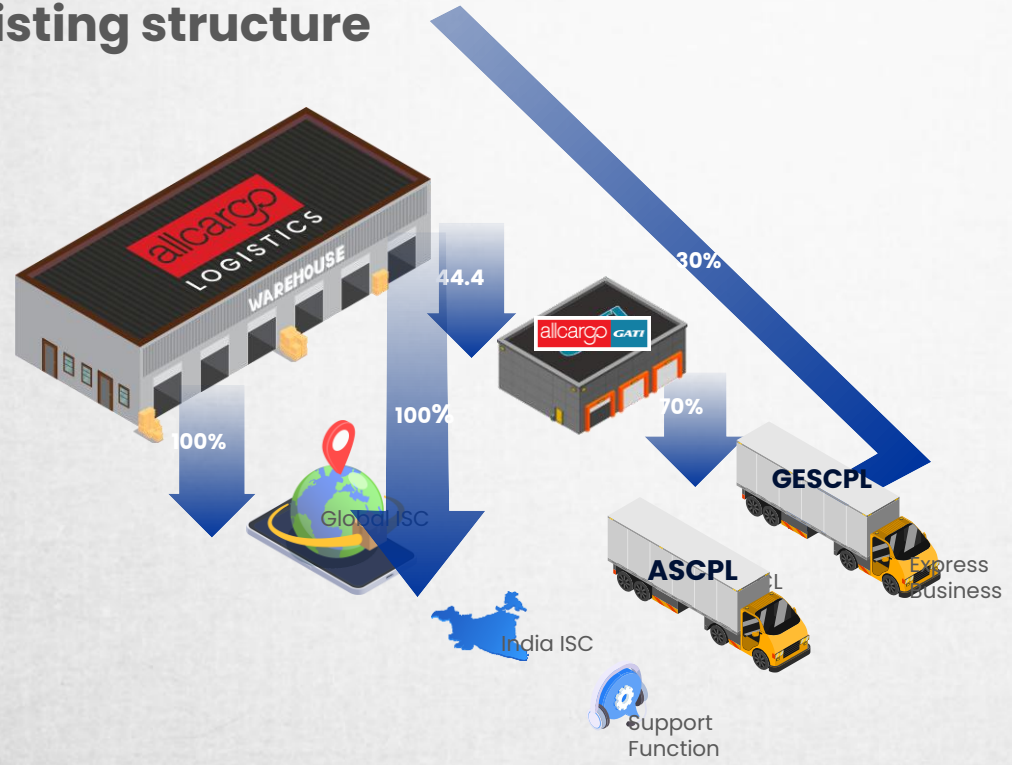 isting structure
allcargo
LOGISTICS
WAREHOUSE
44.4
30%
allcargo GATI
100%
70%
100%
GESCPL
Global ISC
ASCPL
CL
Express
Business
India ISC
Support
Function